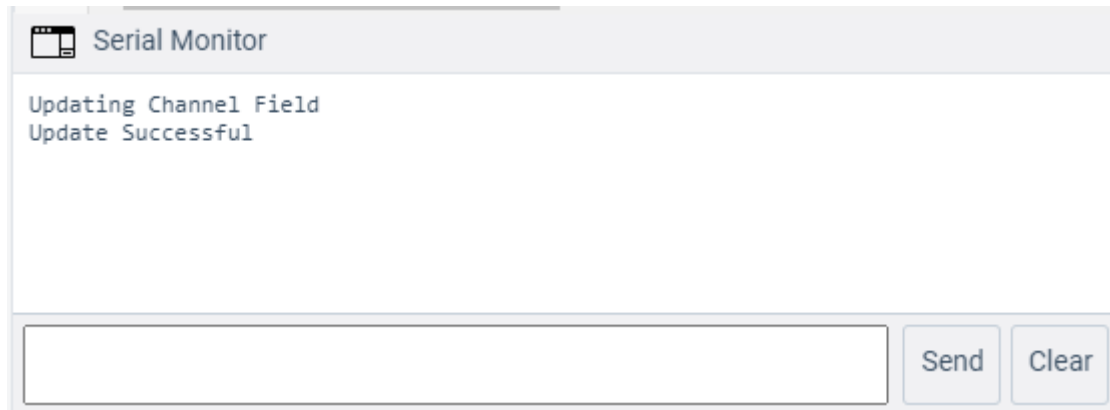 Serial Monitor
Updating Channel Field
Update Successful
Send Clear